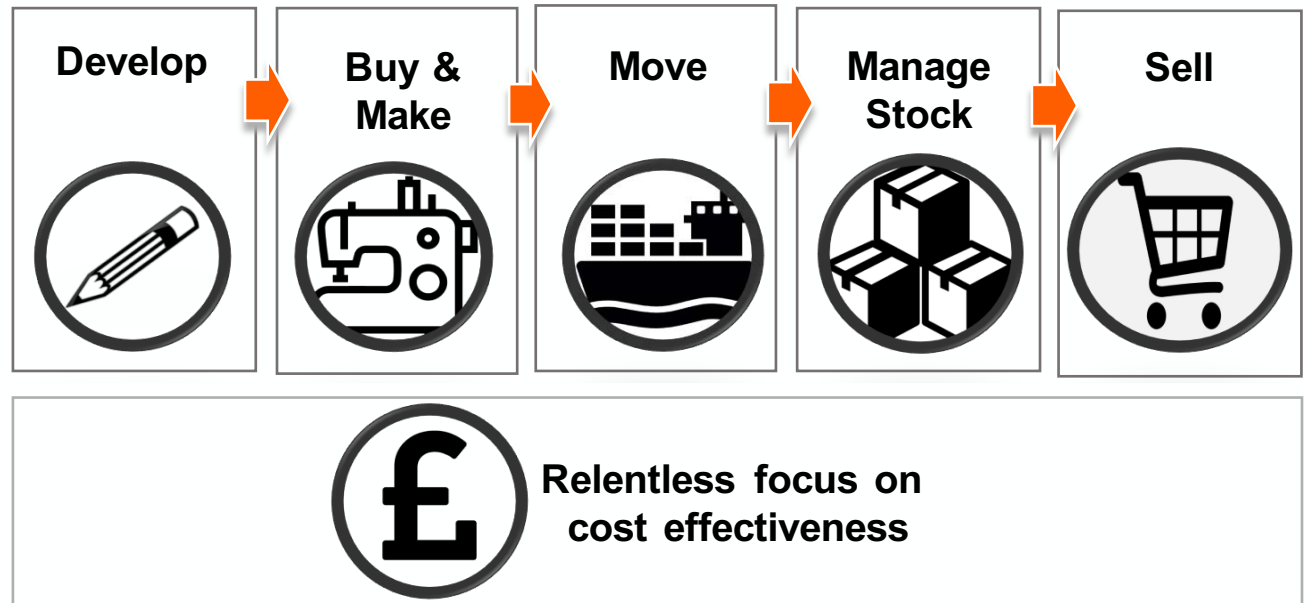 Develop
Buy &
Make
Move
Manage
Stock
Sell
£
Relentless focus on
cost effectiveness